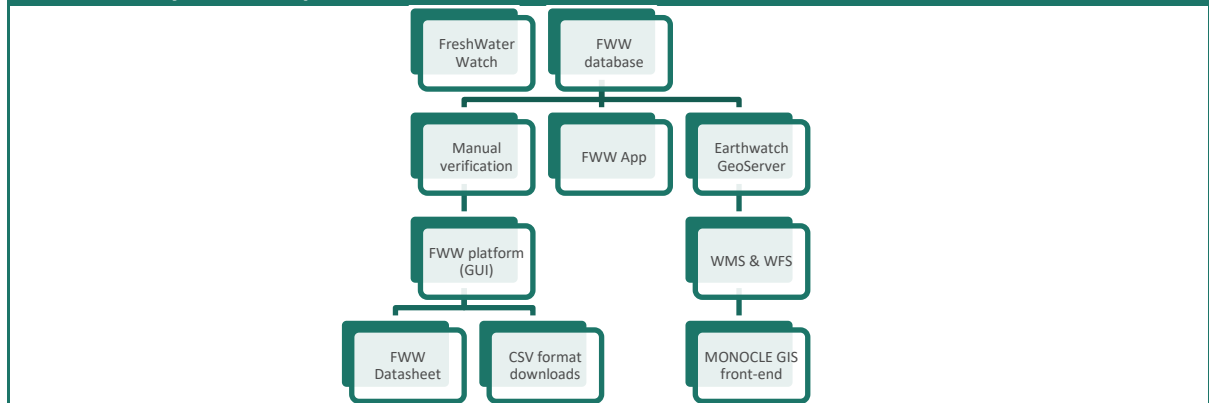 FreshWater
Watch
FWW
database
Manual
verification
FWW App
Earthwatch
GeoServer
FWW platform
(GUI)
WMS & WFS
FWW
Datasheet
CSV format
downloads
MONOCLE GIS
front-end